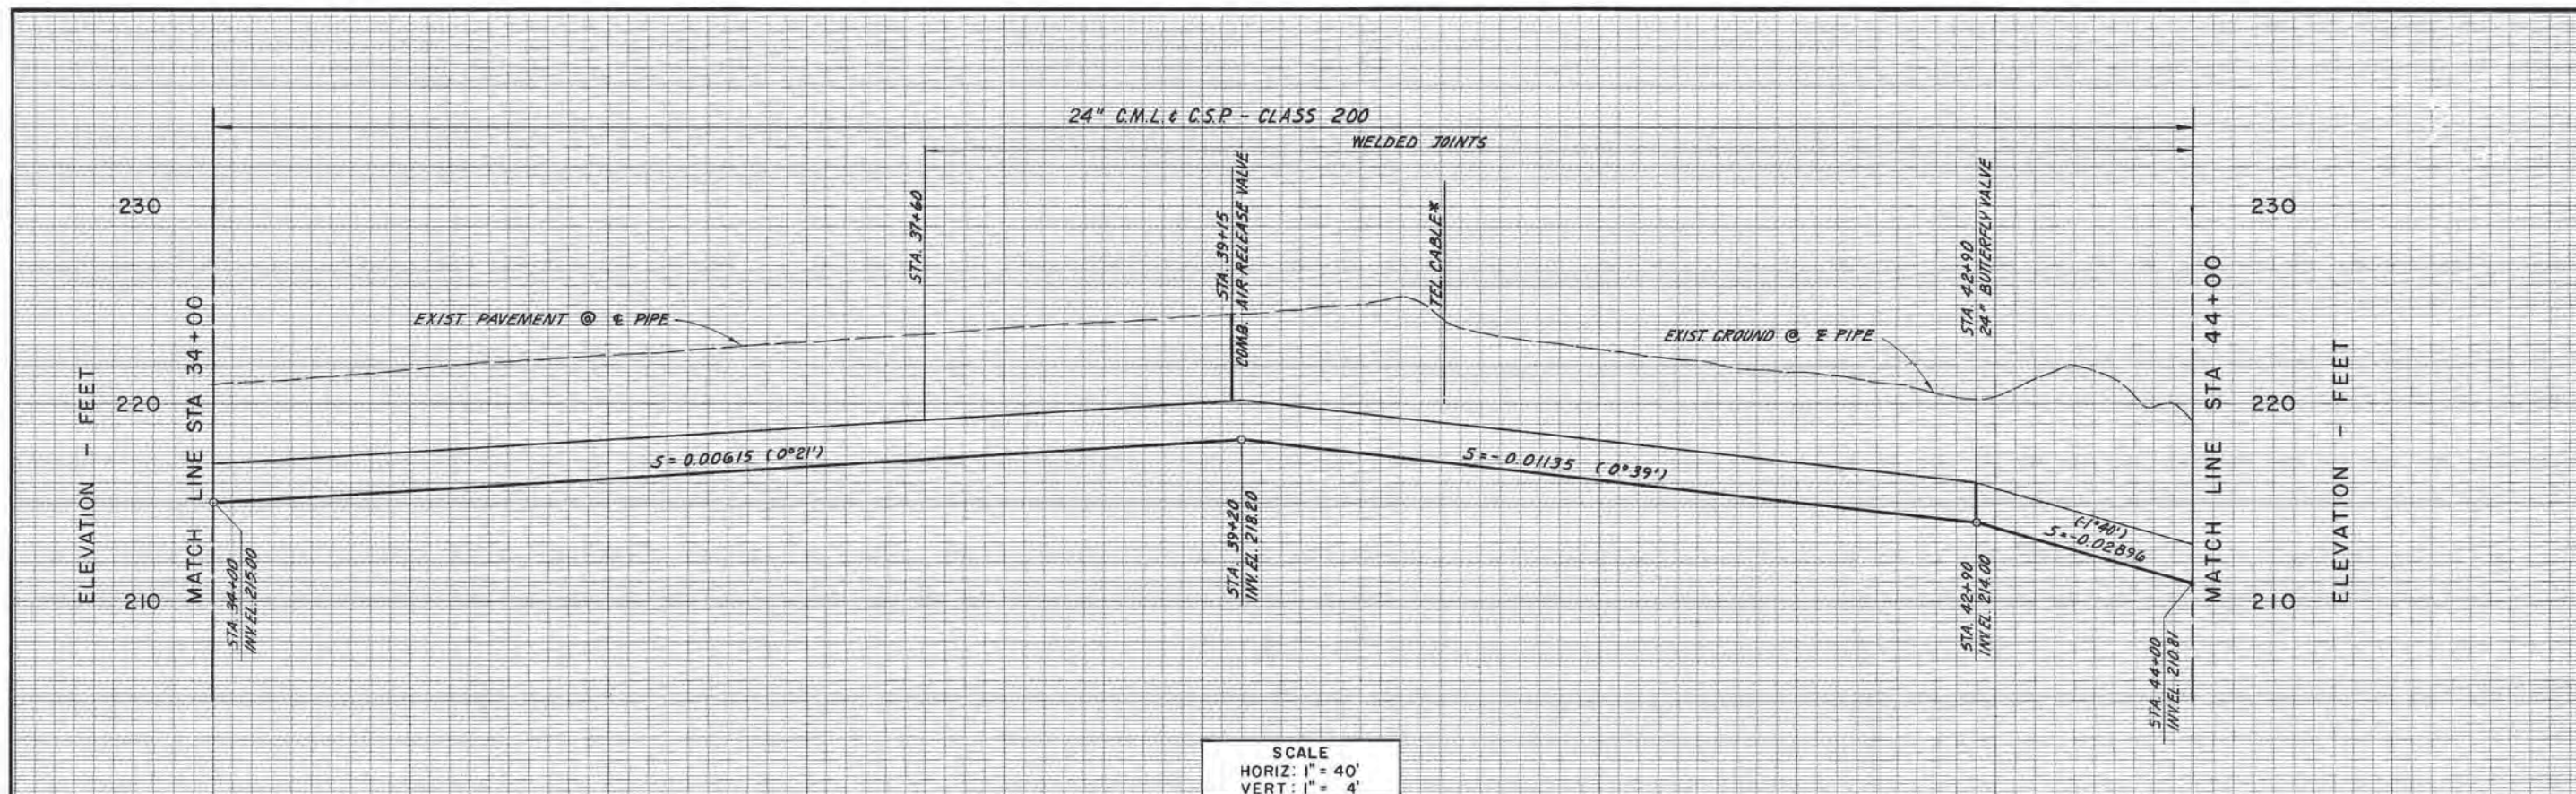 24" C.M.L. & C.S.P. - CLASS 200
WELDED JOINTS
230
230
STA. 37+60
STA. 39+15
COMB. AIR RELEASE VALVE
TEL. CABLE*
STA. 42+90
24" BUTTERFLY VALVE
EXIST. PAVEMENT @ ℄ PIPE
EXIST. GROUND @ ℄ PIPE
ELEVATION - FEET
220
MATCH LINE STA 34+00
S = 0.00615 (0°21')
S = - 0.01135 (0°39')
(-1°40')
S = -0.02896
MATCH LINE STA 44+00
220
ELEVATION - FEET
210
210
STA. 34+00
INV. EL. 215.00
STA. 39+20
INV. EL. 218.20
STA. 42+90
INV. EL. 214.00
STA. 44+00
INV. EL. 210.81
SCALE
HORIZ: 1" = 40'
VERT: 1" = 4'